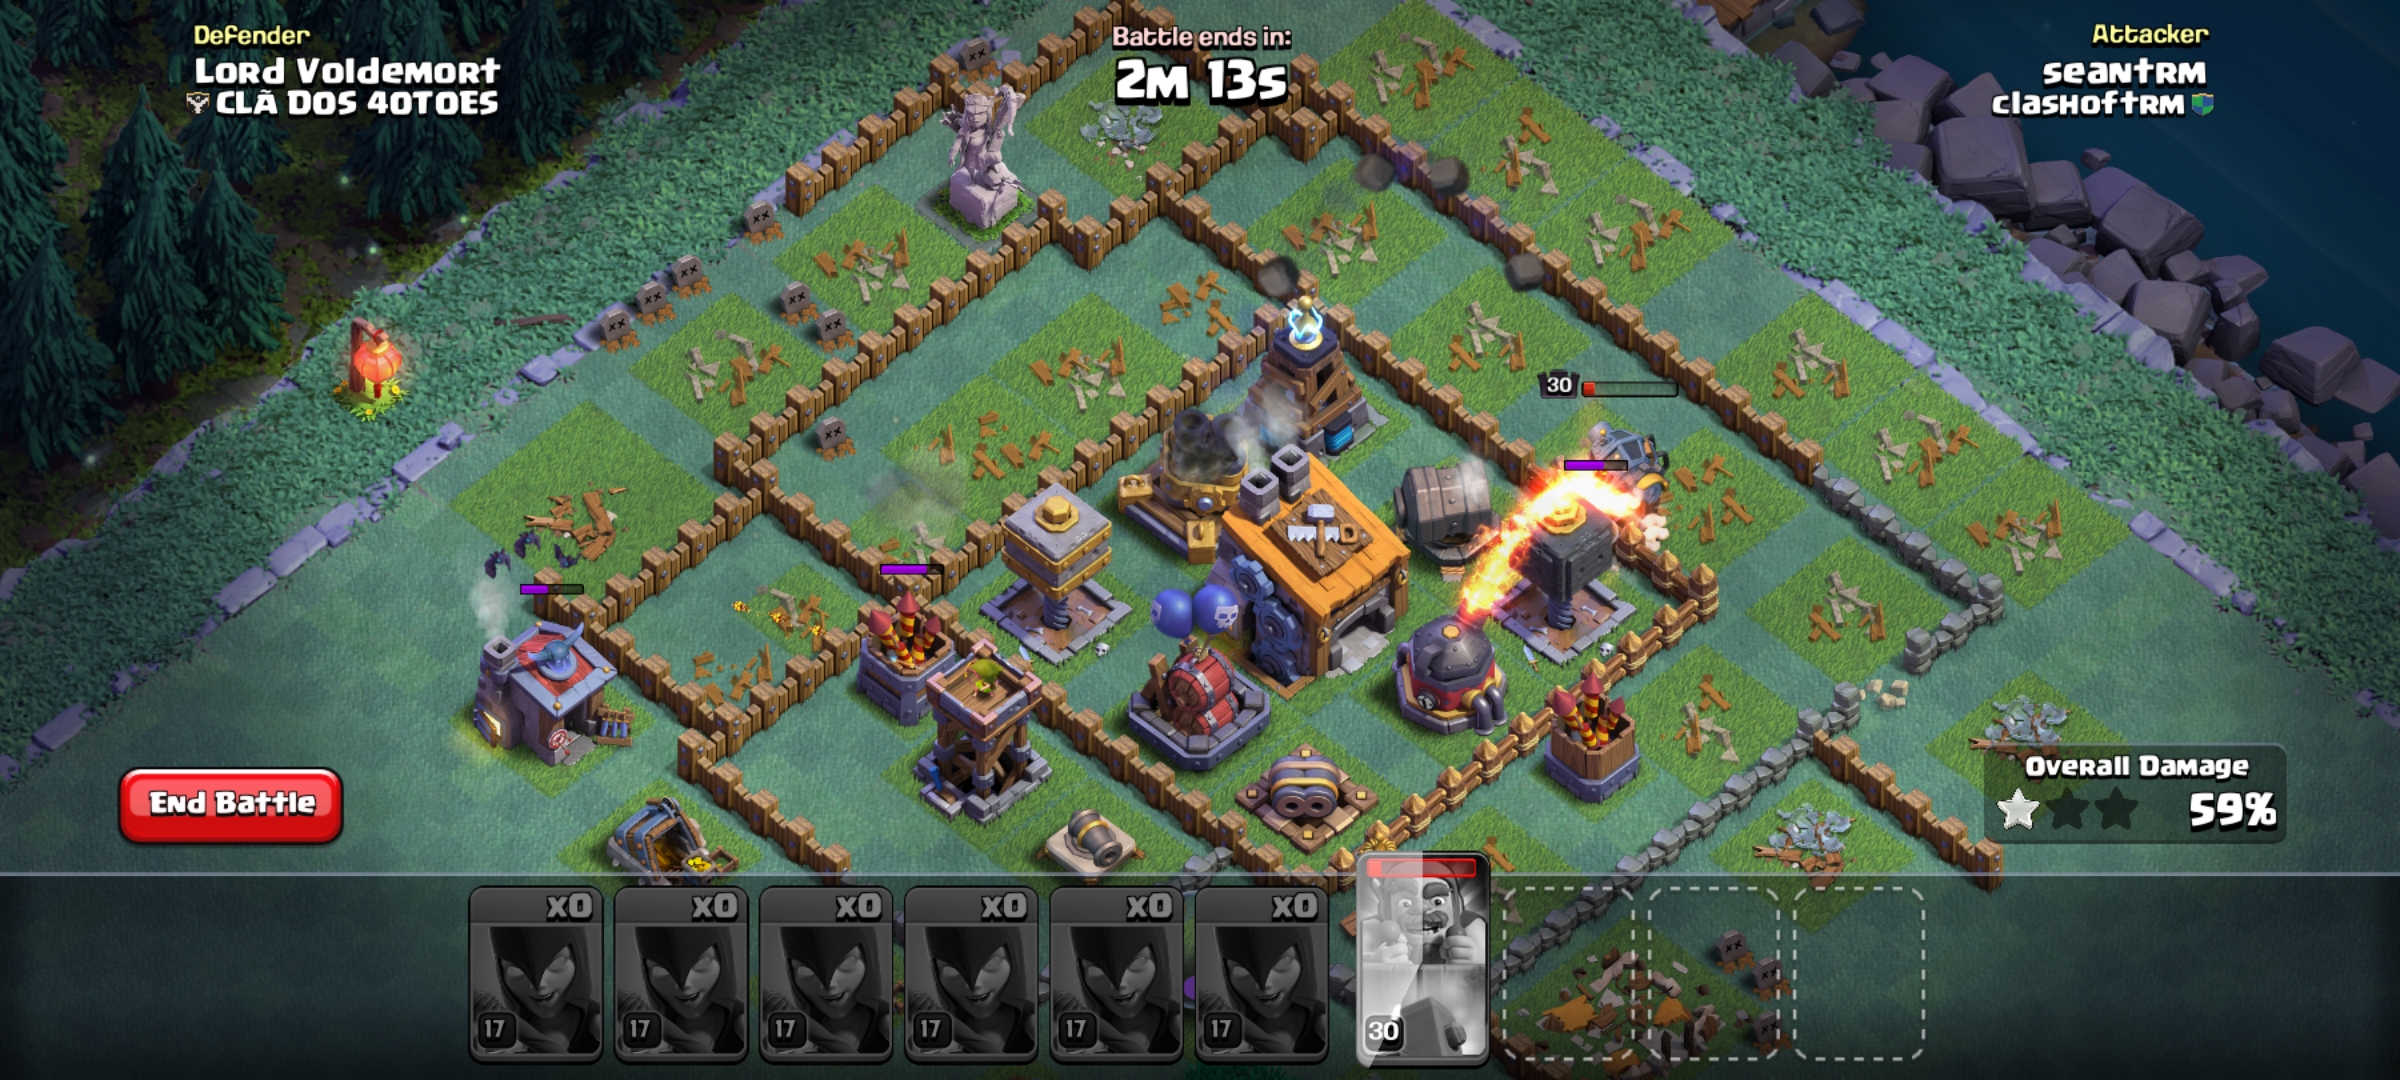 Defender
Lord Voldemort
CLÃ DOS 40TOES
Battle ends in:
2M 13s
Attacker
seantRM
clashoftRM
30
End Battle
Overall Damage
59%
x0
x0
x0
x0
x0
x0
17
17
17
17
17
17
30